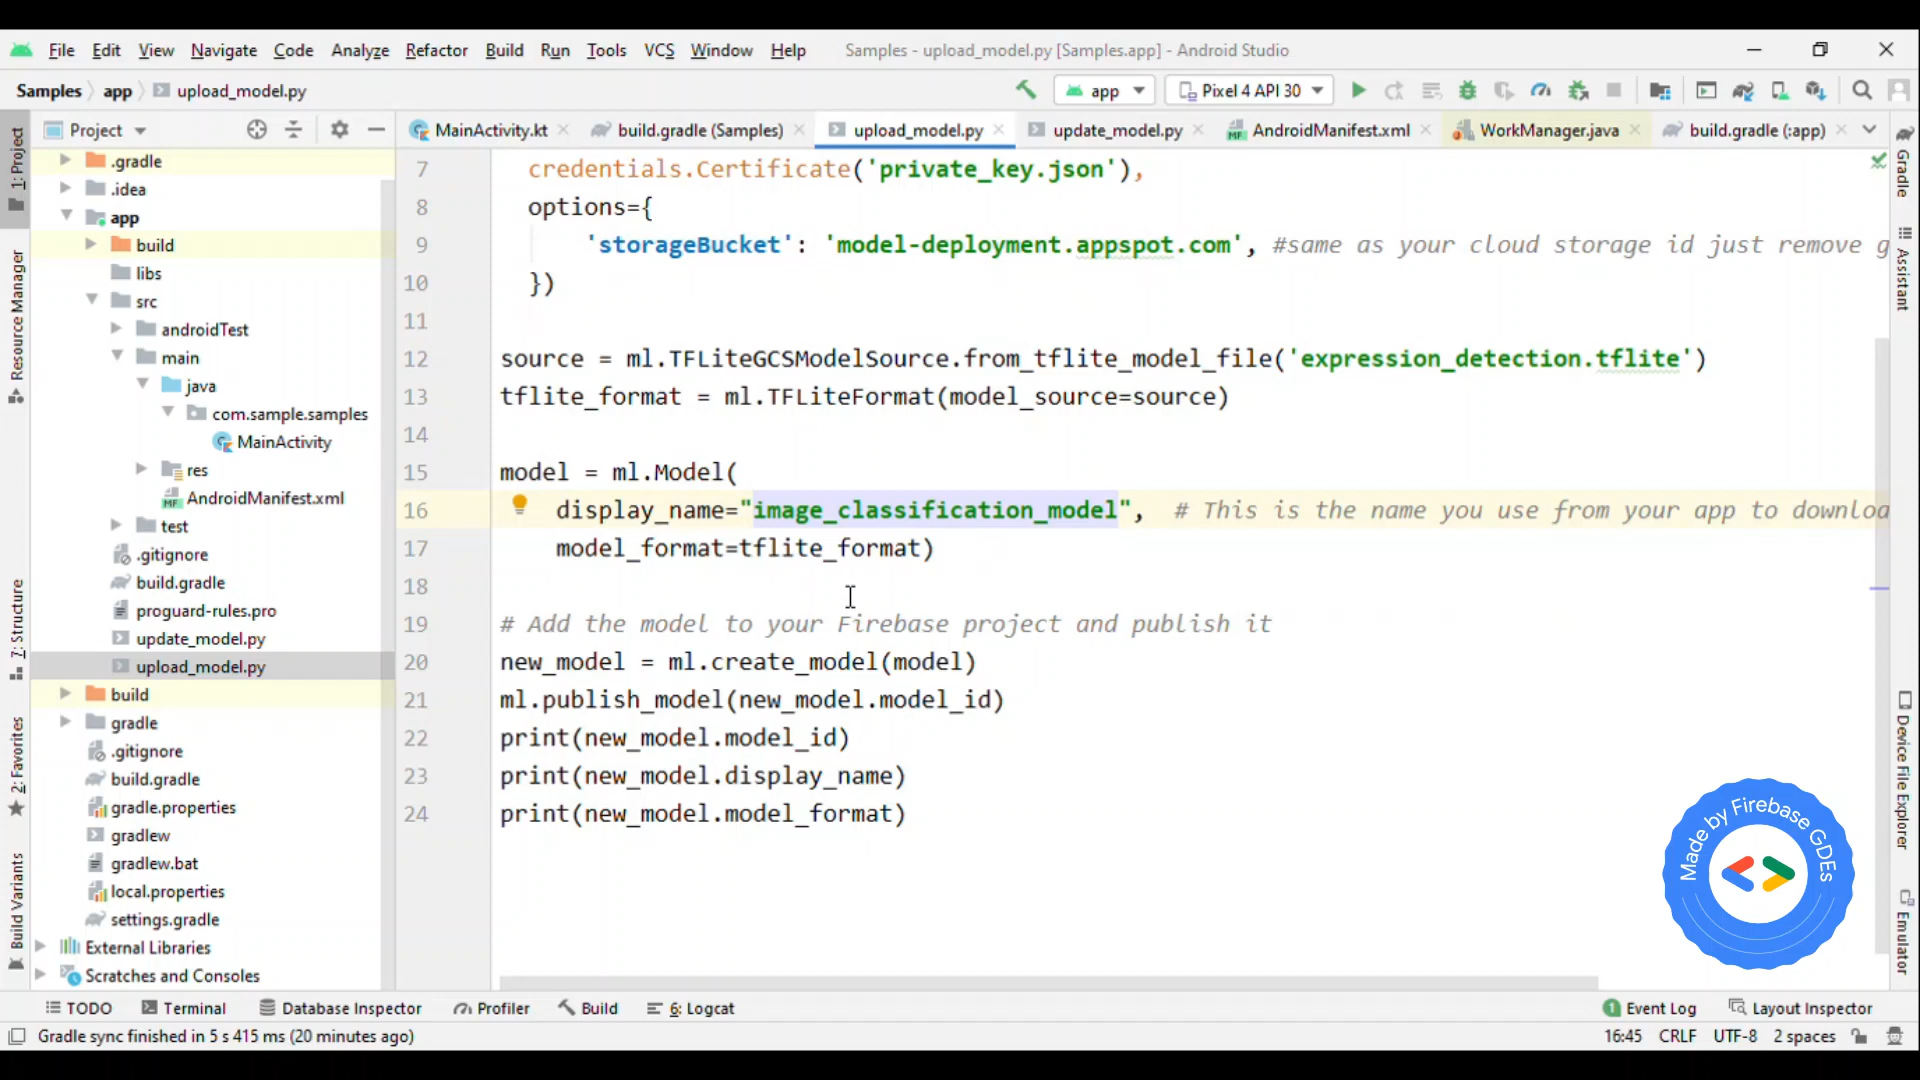 File Edit View Navigate Code Analyze Refactor Build Run Tools VCS Window Help Samples - upload_model.py [Samples.app] - Android Studio
Samples app upload_model.py app Pixel 4 API 30
Project MainActivity.kt build.gradle (Samples) upload_model.py update_model.py AndroidManifest.xml WorkManager.java build.gradle (:app)
1: Project
Resource Manager
7: Structure
2: Favorites
Build Variants
.gradle
.idea
app
build
libs
src
androidTest
main
java
com.sample.samples
MainActivity
res
AndroidManifest.xml
test
.gitignore
build.gradle
proguard-rules.pro
update_model.py
upload_model.py
build
gradle
.gitignore
build.gradle
gradle.properties
gradlew
gradlew.bat
local.properties
settings.gradle
External Libraries
Scratches and Consoles
7 credentials.Certificate('private_key.json'),
8 options={
9 'storageBucket': 'model-deployment.appspot.com', #same as your cloud storage id just remove g
10 })
11
12 source = ml.TFLiteGCSModelSource.from_tflite_model_file('expression_detection.tflite')
13 tflite_format = ml.TFLiteFormat(model_source=source)
14
15 model = ml.Model(
16 display_name="image_classification_model", # This is the name you use from your app to downloa
17 model_format=tflite_format)
18
19 # Add the model to your Firebase project and publish it
20 new_model = ml.create_model(model)
21 ml.publish_model(new_model.model_id)
22 print(new_model.model_id)
23 print(new_model.display_name)
24 print(new_model.model_format)
Gradle
Assistant
Device File Explorer
Emulator
Made by Firebase GDEs
TODO Terminal Database Inspector Profiler Build 6: Logcat 1 Event Log Layout Inspector
Gradle sync finished in 5 s 415 ms (20 minutes ago) 16:45 CRLF UTF-8 2 spaces